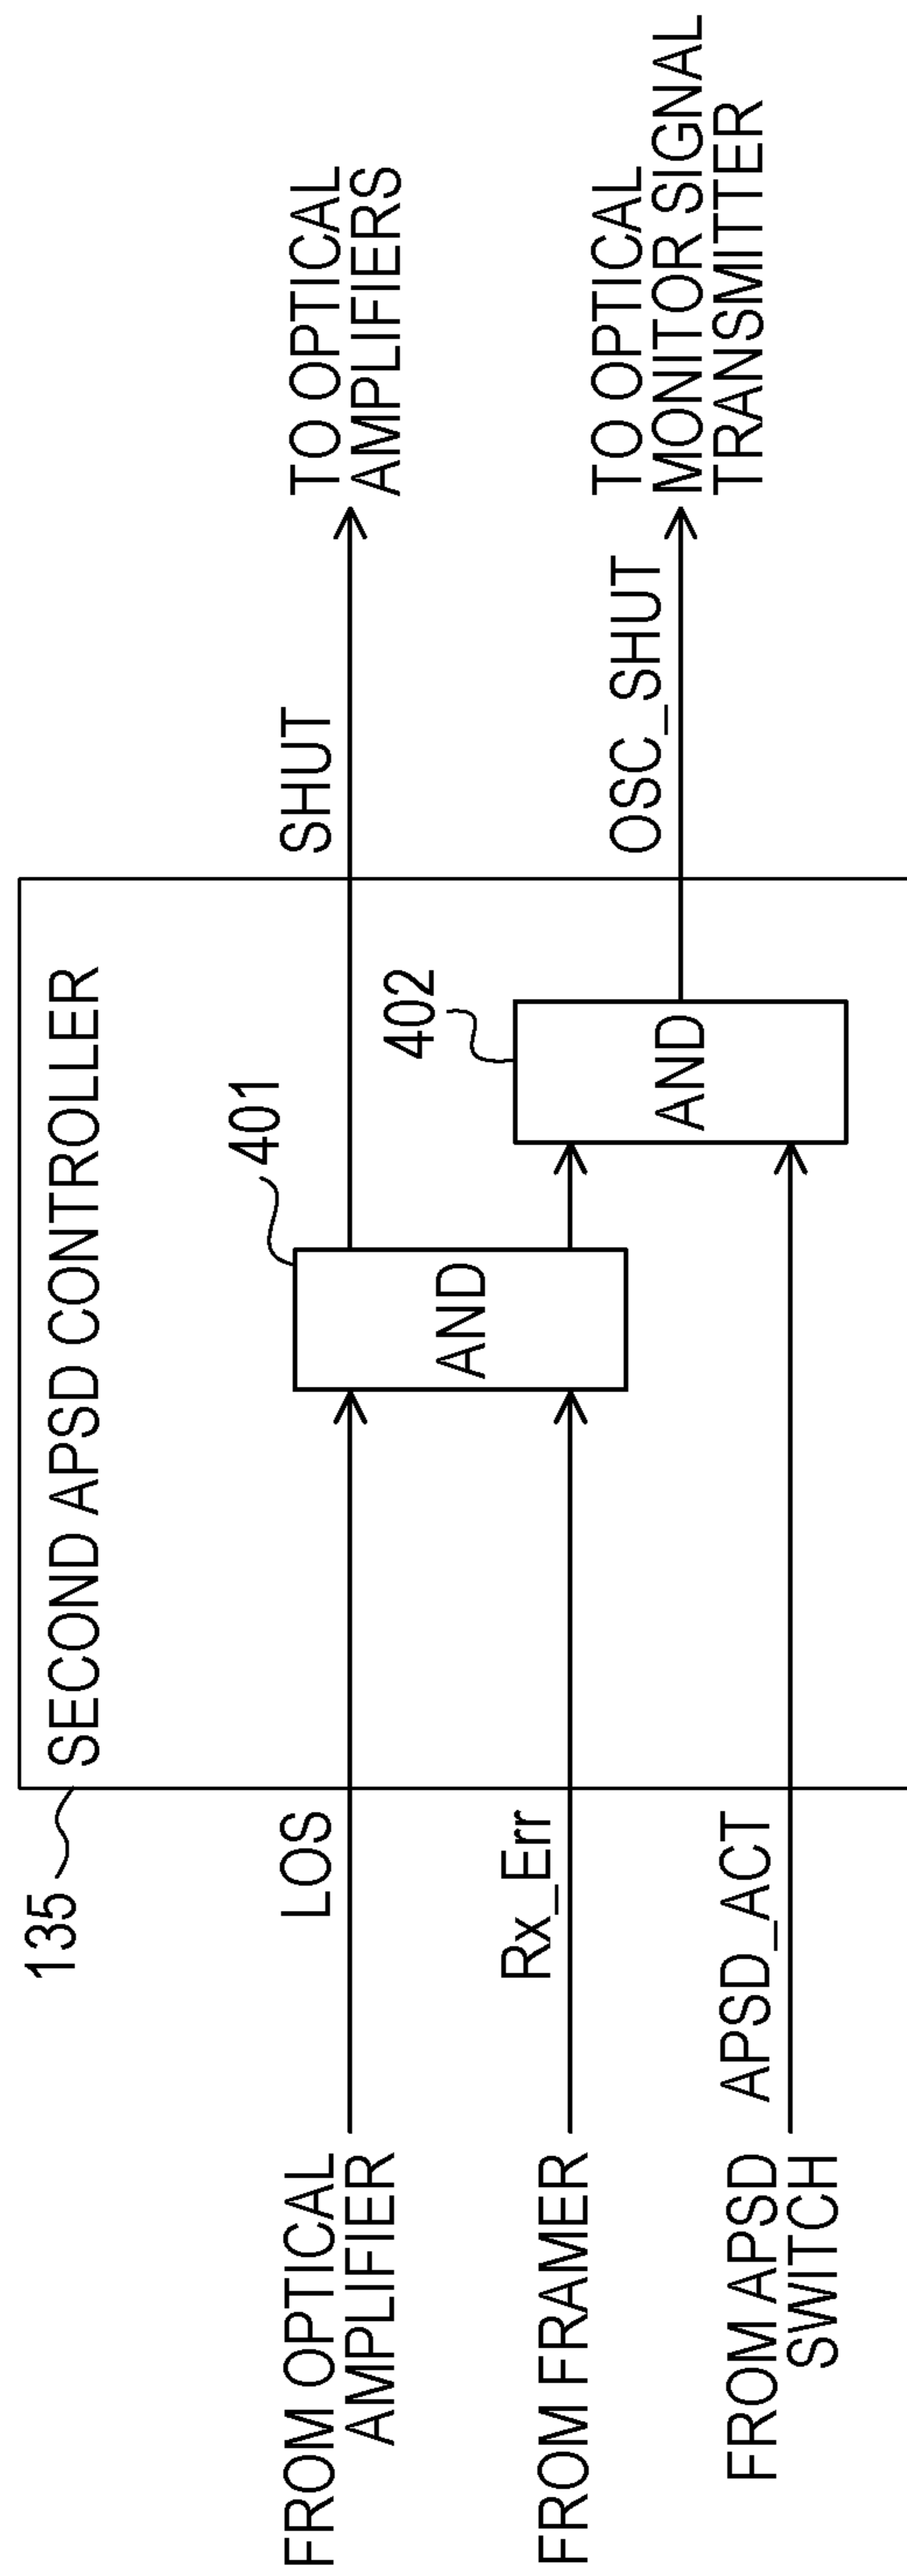 135
SECOND APSD CONTROLLER
FROM OPTICAL
AMPLIFIER
LOS
401
AND
SHUT
TO OPTICAL
AMPLIFIERS
FROM FRAMER
Rx_Err
402
AND
OSC_SHUT
TO OPTICAL
MONITOR SIGNAL
TRANSMITTER
FROM APSD
SWITCH
APSD_ACT